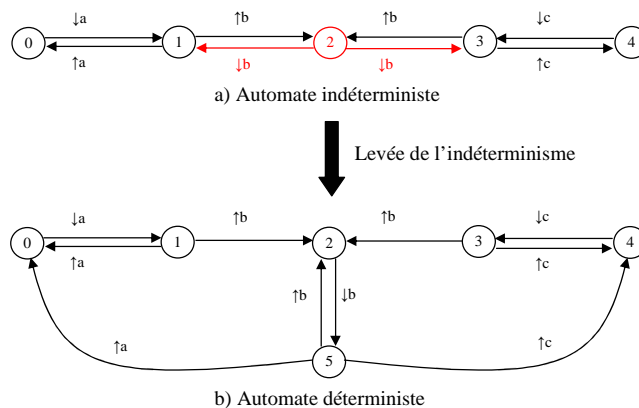 ↓a ↑b ↑b ↓c
0 1 2 3 4
↑a ↓b ↓b ↑c
a) Automate indéterministe
Levée de l’indéterminisme
↓a ↑b ↑b ↓c
0 1 2 3 4
↑a ↑c
↑b ↓b
↑a ↑c
5
b) Automate déterministe